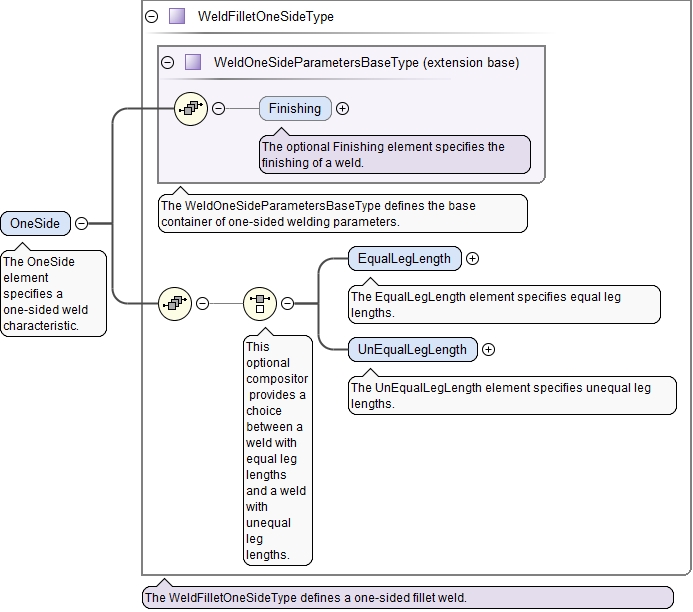 WeldFilletOneSideType
WeldOneSideParametersBaseType (extension base)
Finishing
The optional Finishing element specifies the
finishing of a weld.
The WeldOneSideParametersBaseType defines the base
container of one-sided welding parameters.
OneSide
The OneSide
element
specifies a
one-sided weld
characteristic.
EqualLegLength
The EqualLegLength element specifies equal leg
lengths.
UnEqualLegLength
The UnEqualLegLength element specifies unequal leg
lengths.
This
optional
compositor
provides a
choice
between a
weld with
equal leg
lengths
and a weld
with
unequal
leg
lengths.
The WeldFilletOneSideType defines a one-sided fillet weld.